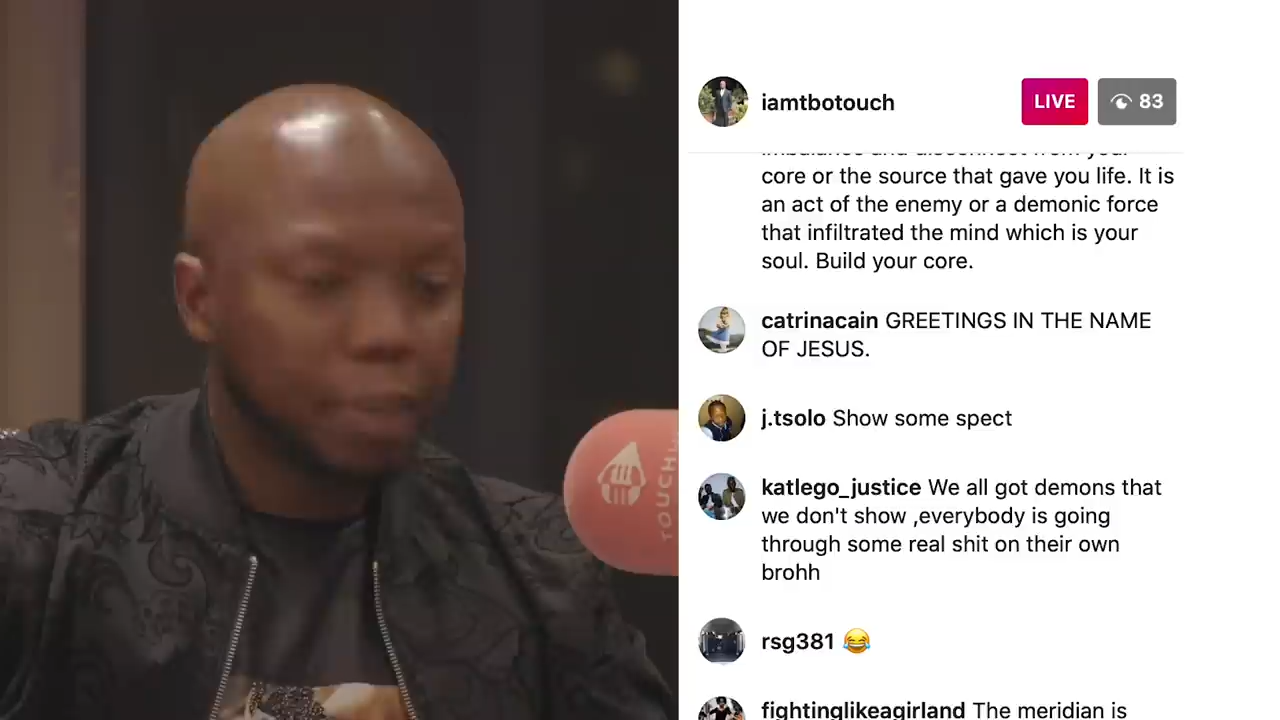 iamtbotouch
LIVE
83
core or the source that gave you life. It is
an act of the enemy or a demonic force
that infiltrated the mind which is your
soul. Build your core.
catrinacain GREETINGS IN THE NAME
OF JESUS.
j.tsolo Show some spect
katlego_justice We all got demons that
we don't show ,everybody is going
through some real shit on their own
brohh
rsg381 😂
fightinglikeagirland The meridian is
TOUCH